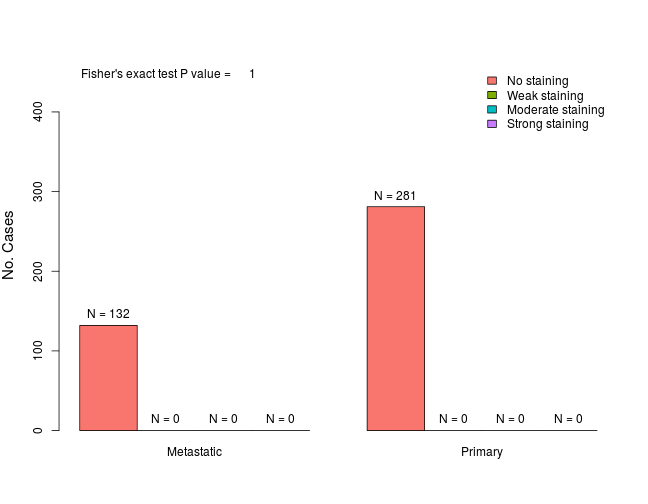 Fisher's exact test P value = 1
No staining
Weak staining
Moderate staining
Strong staining
No. Cases
400
300
200
100
0
N = 132
N = 0
N = 0
N = 0
N = 281
N = 0
N = 0
N = 0
Metastatic
Primary